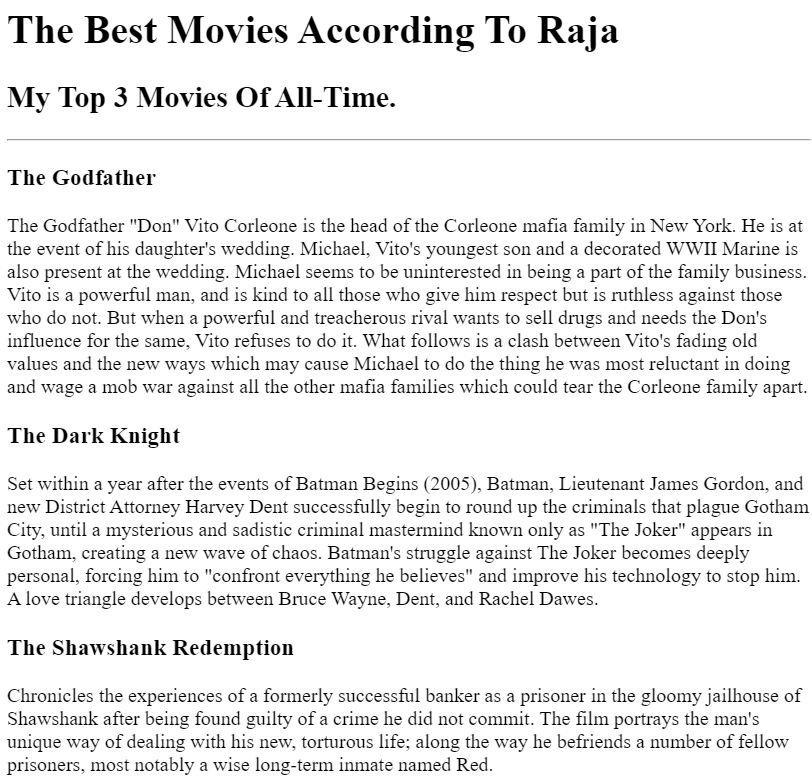 The Best Movies According To Raja
My Top 3 Movies Of All-Time.
The Godfather
The Godfather "Don" Vito Corleone is the head of the Corleone mafia family in New York. He is at
the event of his daughter's wedding. Michael, Vito's youngest son and a decorated WWII Marine is
also present at the wedding. Michael seems to be uninterested in being a part of the family business.
Vito is a powerful man, and is kind to all those who give him respect but is ruthless against those
who do not. But when a powerful and treacherous rival wants to sell drugs and needs the Don's
influence for the same, Vito refuses to do it. What follows is a clash between Vito's fading old
values and the new ways which may cause Michael to do the thing he was most reluctant in doing
and wage a mob war against all the other mafia families which could tear the Corleone family apart.
The Dark Knight
Set within a year after the events of Batman Begins (2005), Batman, Lieutenant James Gordon, and
new District Attorney Harvey Dent successfully begin to round up the criminals that plague Gotham
City, until a mysterious and sadistic criminal mastermind known only as "The Joker" appears in
Gotham, creating a new wave of chaos. Batman's struggle against The Joker becomes deeply
personal, forcing him to "confront everything he believes" and improve his technology to stop him.
A love triangle develops between Bruce Wayne, Dent, and Rachel Dawes.
The Shawshank Redemption
Chronicles the experiences of a formerly successful banker as a prisoner in the gloomy jailhouse of
Shawshank after being found guilty of a crime he did not commit. The film portrays the man's
unique way of dealing with his new, torturous life; along the way he befriends a number of fellow
prisoners, most notably a wise long-term inmate named Red.